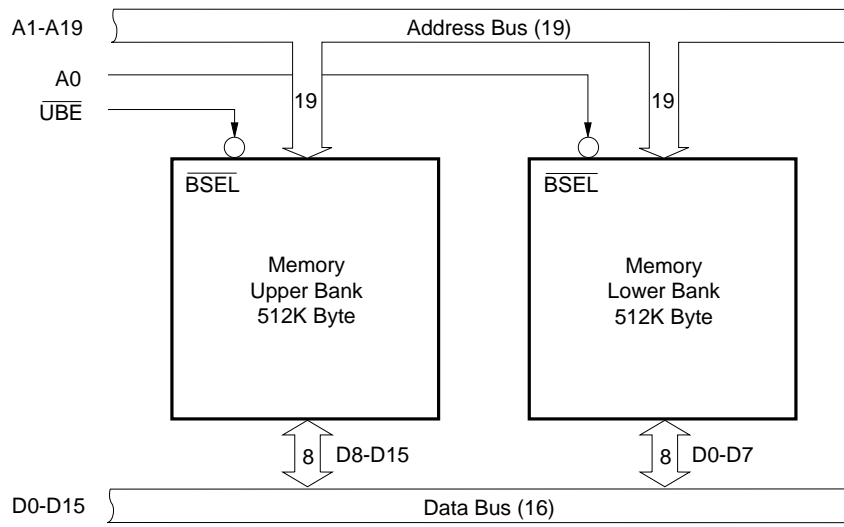 A1-A19
Address Bus (19)
A0
UBE
19
19
BSEL
BSEL
Memory
Upper Bank
512K Byte
Memory
Lower Bank
512K Byte
8
D8-D15
8
D0-D7
D0-D15
Data Bus (16)